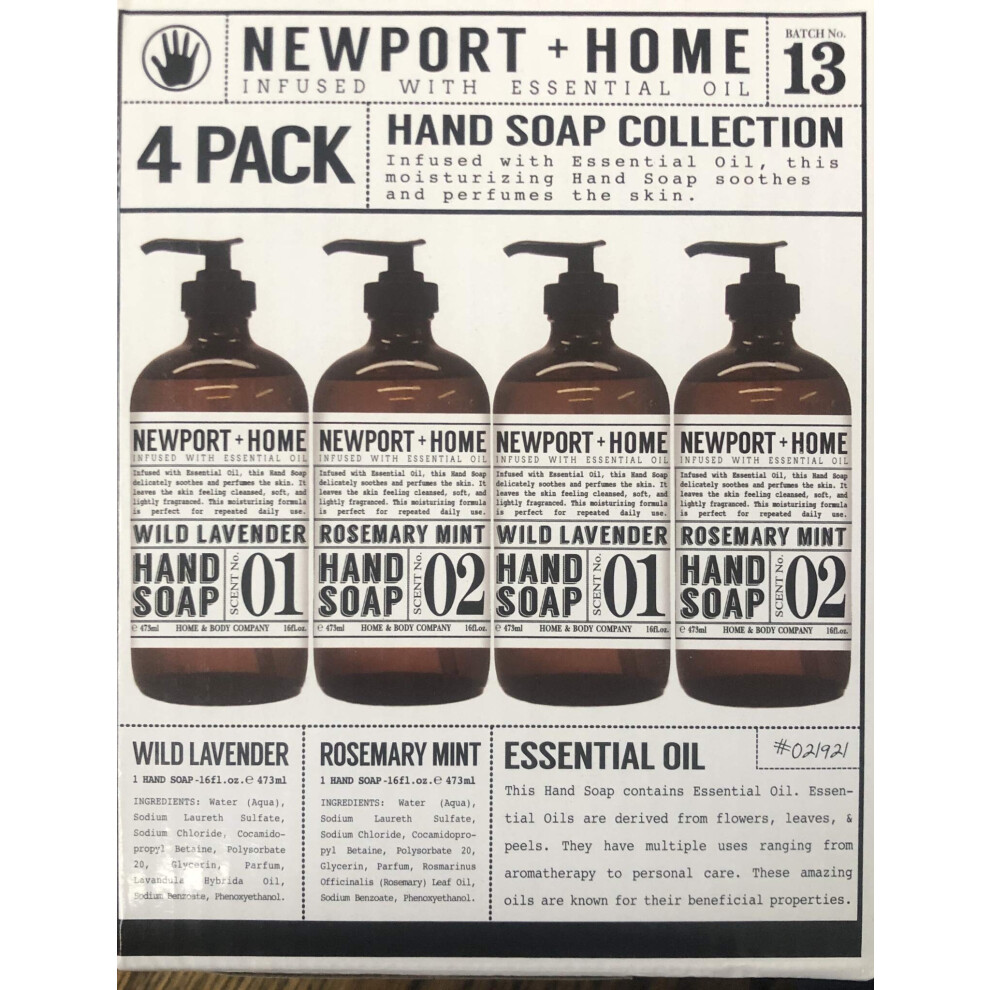 NEWPORT + HOME
INFUSED WITH ESSENTIAL OIL
BATCH No.
13
4 PACK
HAND SOAP COLLECTION
Infused with Essential Oil, this
moisturizing Hand Soap soothes
and perfumes the skin.
NEWPORT + HOME
INFUSED WITH ESSENTIAL OIL
Infused with Essential Oil, this Hand Soap
delicately soothes and perfumes the skin. It
leaves the skin feeling cleansed, soft, and
lightly fragranced. This moisturizing formula
is perfect for repeated daily use.
WILD LAVENDER
HAND
SOAP
SCENT No.
01
℮ 473ml HOME & BODY COMPANY 16fl.oz.
NEWPORT + HOME
INFUSED WITH ESSENTIAL OIL
Infused with Essential Oil, this Hand Soap
delicately soothes and perfumes the skin. It
leaves the skin feeling cleansed, soft, and
lightly fragranced. This moisturizing formula
is perfect for repeated daily use.
ROSEMARY MINT
HAND
SOAP
SCENT No.
02
℮ 473ml HOME & BODY COMPANY 16fl.oz.
NEWPORT + HOME
INFUSED WITH ESSENTIAL OIL
Infused with Essential Oil, this Hand Soap
delicately soothes and perfumes the skin. It
leaves the skin feeling cleansed, soft, and
lightly fragranced. This moisturizing formula
is perfect for repeated daily use.
WILD LAVENDER
HAND
SOAP
SCENT No.
01
℮ 473ml HOME & BODY COMPANY 16fl.oz.
NEWPORT + HOME
INFUSED WITH ESSENTIAL OIL
Infused with Essential Oil, this Hand Soap
delicately soothes and perfumes the skin. It
leaves the skin feeling cleansed, soft, and
lightly fragranced. This moisturizing formula
is perfect for repeated daily use.
ROSEMARY MINT
HAND
SOAP
SCENT No.
02
℮ 473ml HOME & BODY COMPANY 16fl.oz.
WILD LAVENDER
1 HAND SOAP-16fl.oz.℮ 473ml
INGREDIENTS: Water (Aqua),
Sodium Laureth Sulfate,
Sodium Chloride, Cocamido-
propyl Betaine, Polysorbate
20, Glycerin, Parfum,
Lavandula Hybrida Oil,
Sodium Benzoate, Phenoxyethanol.
ROSEMARY MINT
1 HAND SOAP-16fl.oz.℮ 473ml
INGREDIENTS: Water (Aqua),
Sodium Laureth Sulfate,
Sodium Chloride, Cocamidopro-
pyl Betaine, Polysorbate 20,
Glycerin, Parfum, Rosmarinus
Officinalis (Rosemary) Leaf Oil,
Sodium Benzoate, Phenoxyethanol.
ESSENTIAL OIL
#021921
This Hand Soap contains Essential Oil. Essen-
tial Oils are derived from flowers, leaves, &
peels. They have multiple uses ranging from
aromatherapy to personal care. These amazing
oils are known for their beneficial properties.